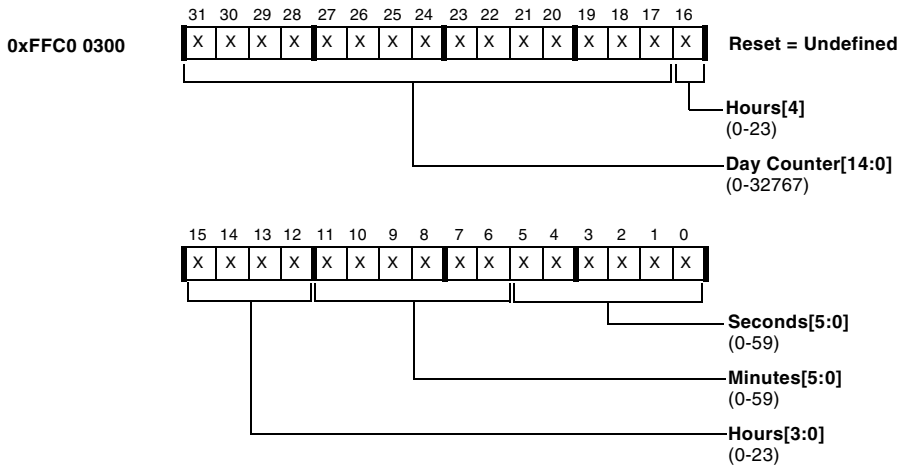 31 30 29 28 27 26 25 24 23 22 21 20 19 18 17 16
0xFFC0 0300 X X X X X X X X X X X X X X X X Reset = Undefined
Hours[4]
(0-23)
Day Counter[14:0]
(0-32767)
15 14 13 12 11 10 9 8 7 6 5 4 3 2 1 0
X X X X X X X X X X X X X X X X
Seconds[5:0]
(0-59)
Minutes[5:0]
(0-59)
Hours[3:0]
(0-23)